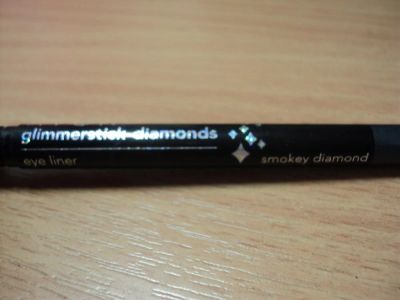 glimmerstick diamonds
eye liner
smokey diamond